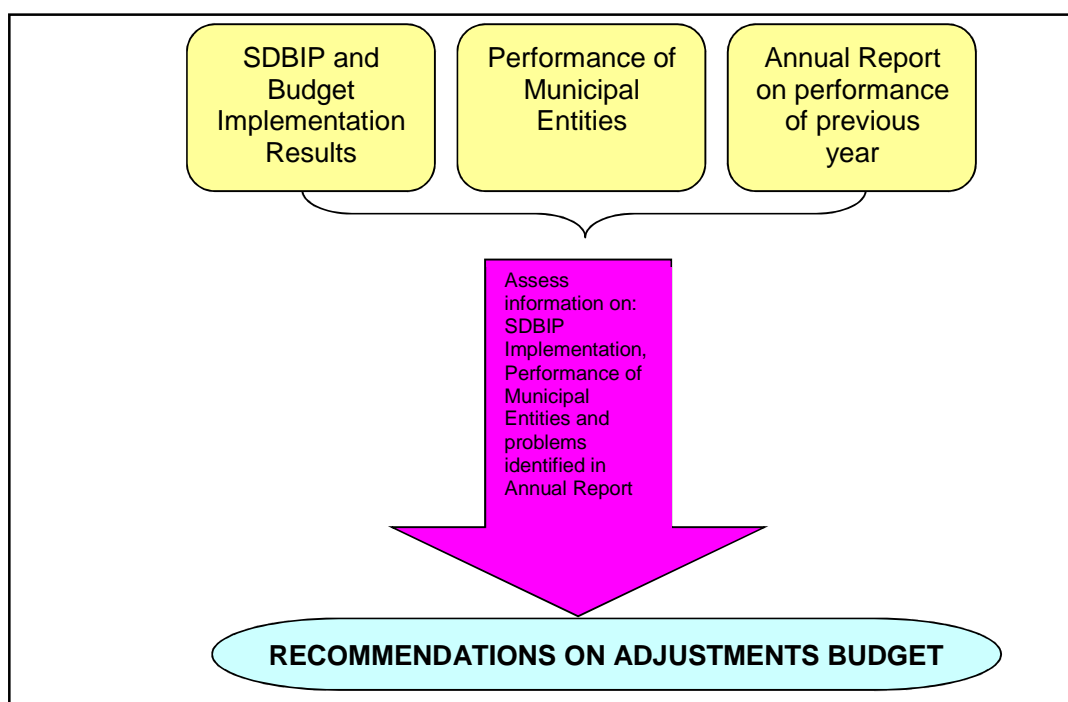 SDBIP and
Budget
Implementation
Results
Performance of
Municipal
Entities
Annual Report
on performance
of previous
year
Assess
information on:
SDBIP
Implementation,
Performance of
Municipal
Entities and
problems
identified in
Annual Report
RECOMMENDATIONS ON ADJUSTMENTS BUDGET